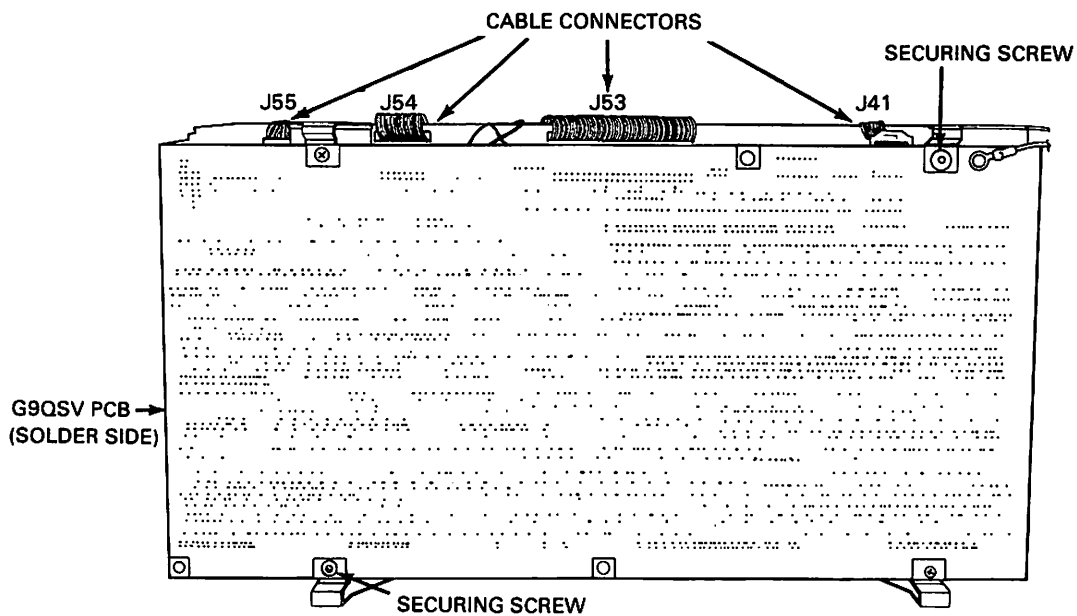 CABLE CONNECTORS
SECURING SCREW
J55
J54
J53
J41
G9QSV PCB
(SOLDER SIDE)
SECURING SCREW